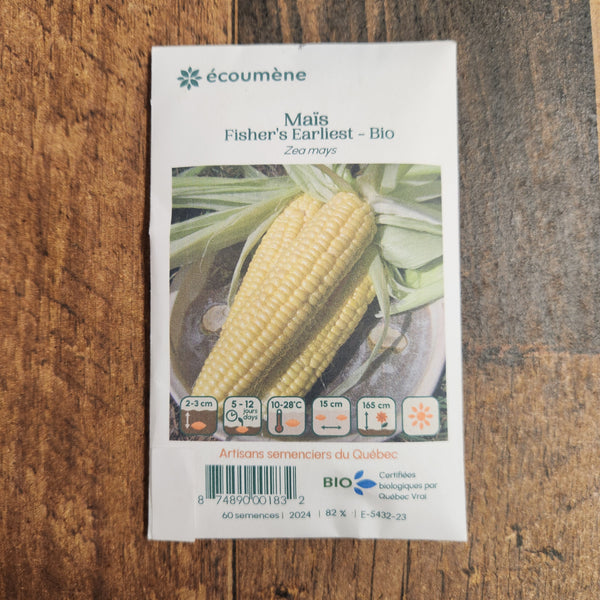 écoumène
Maïs
Fisher's Earliest - Bio
Zea mays
2-3 cm
5 - 12
jours
days
10-28°C
15 cm
165 cm
Artisans semenciers du Québec
8 74890 00183 2
BIO
Certifiées
biologiques par
Québec Vrai
60 semences | 2024 | 82 % | E-5432-23